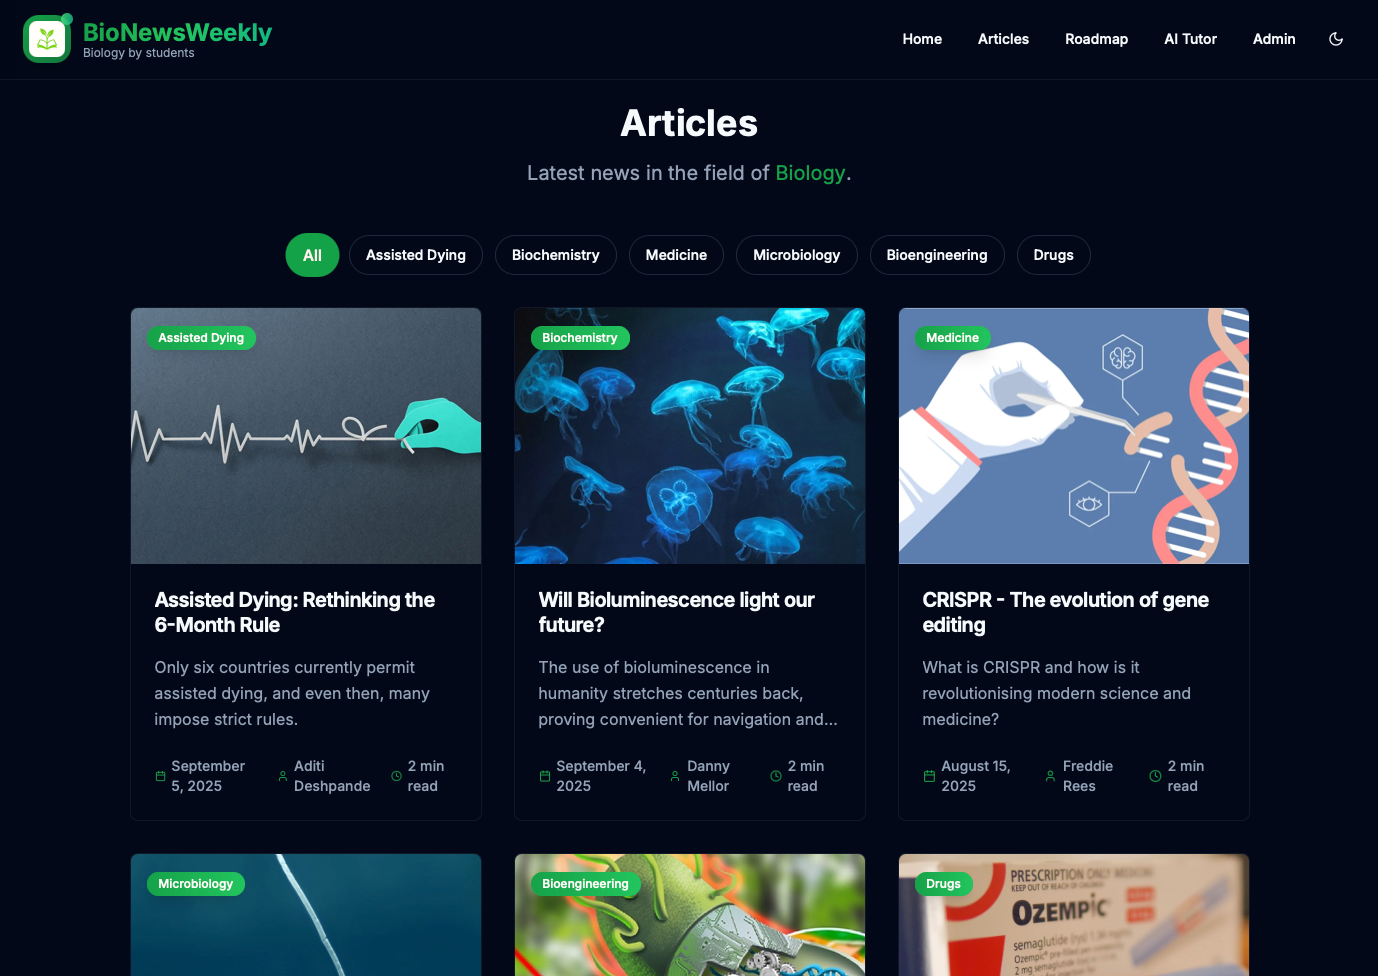 BioNewsWeekly
Biology by students
Home
Articles
Roadmap
AI Tutor
Admin
Articles
Latest news in the field of Biology.
All
Assisted Dying
Biochemistry
Medicine
Microbiology
Bioengineering
Drugs
Assisted Dying
Assisted Dying: Rethinking the
6-Month Rule
Only six countries currently permit
assisted dying, and even then, many
impose strict rules.
September
5, 2025
Aditi
Deshpande
2 min
read
Biochemistry
Will Bioluminescence light our
future?
The use of bioluminescence in
humanity stretches centuries back,
proving convenient for navigation and...
September 4,
2025
Danny
Mellor
2 min
read
Medicine
CRISPR - The evolution of gene
editing
What is CRISPR and how is it
revolutionising modern science and
medicine?
August 15,
2025
Freddie
Rees
2 min
read
Microbiology
Bioengineering
Drugs
PRESCRIPTION ONLY MEDICINE
KEEP OUT OF REACH OF CHILDREN
OZEMPIC
semaglutide